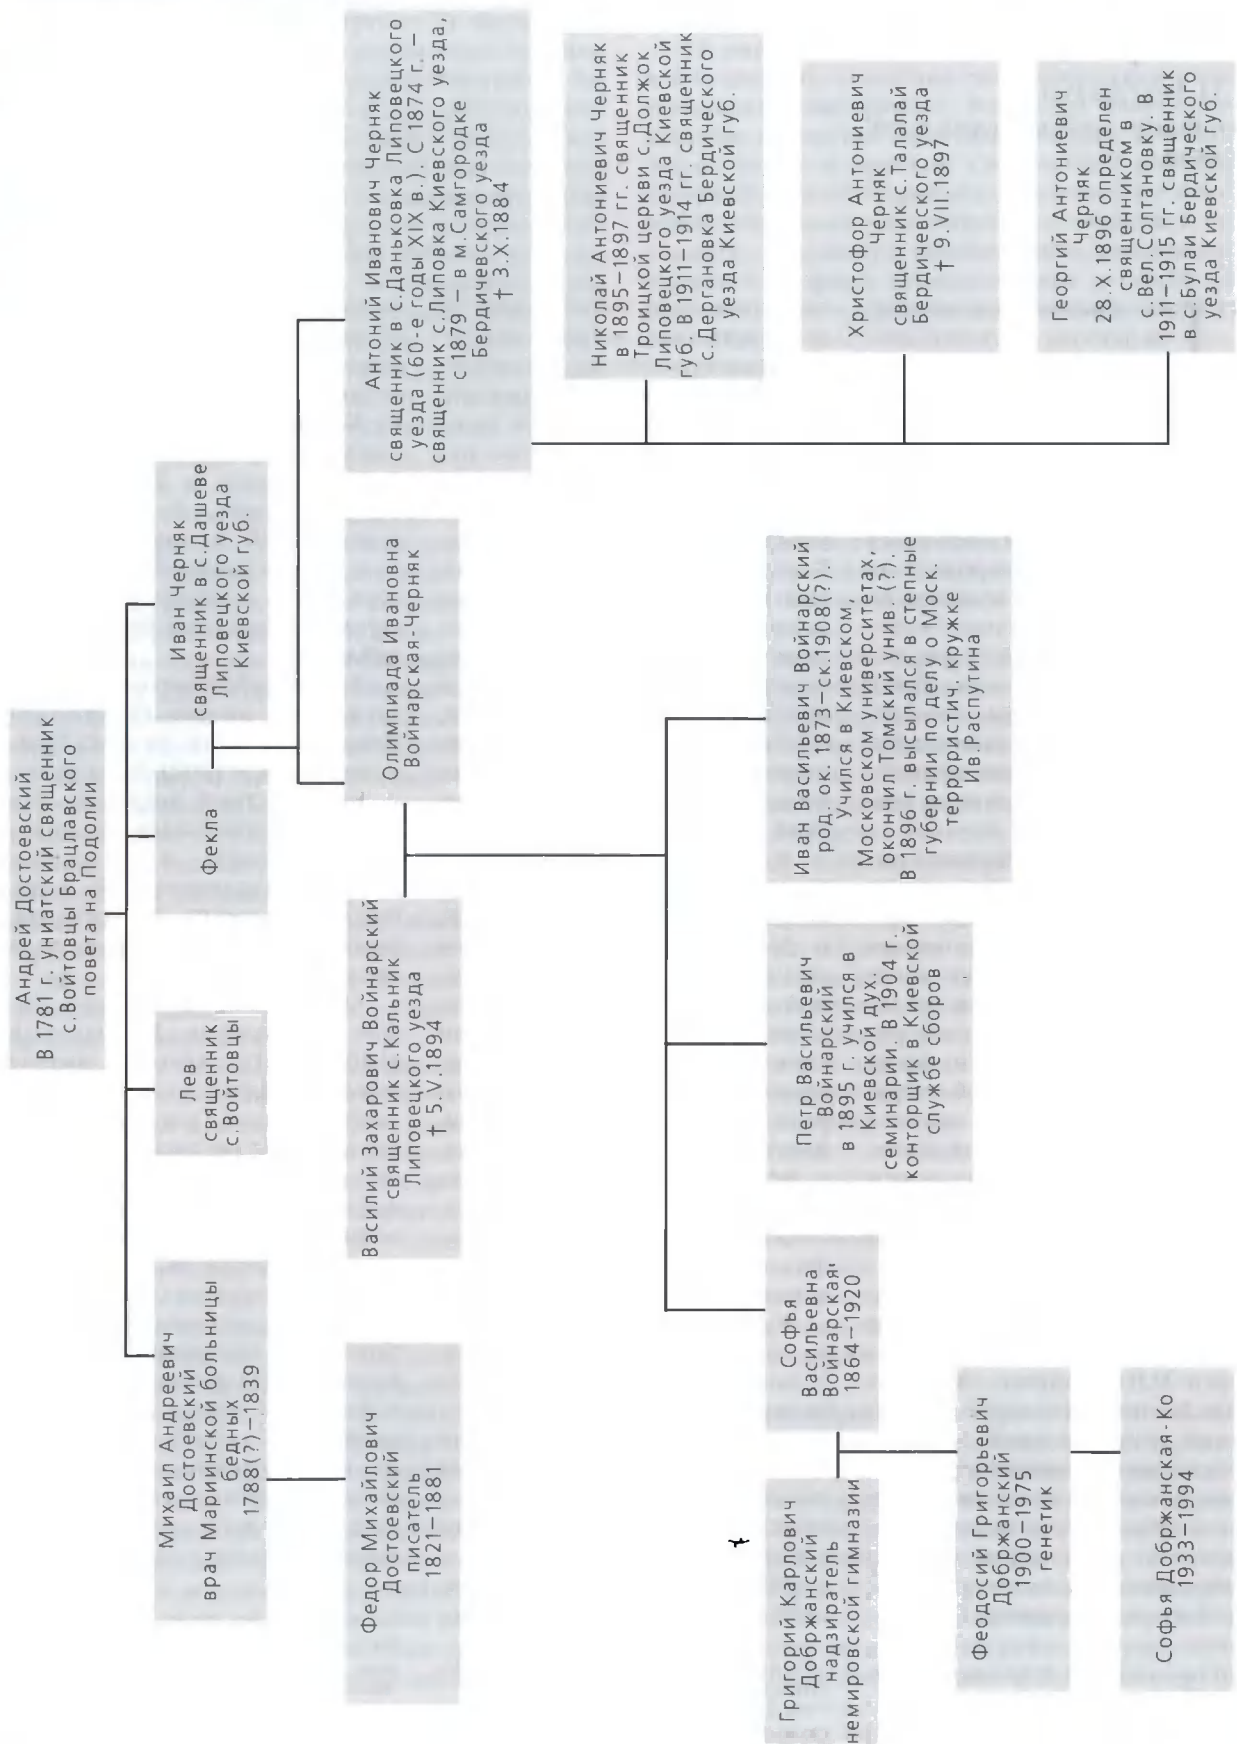 Андрей Достоевский
В 1781 г. униатский священник
с.Войтовцы Брацлавского
повета на Подолии
Михаил Андреевич
Достоевский
врач Мариинской больницы
бедных
1788(?)–1839
Лев
священник
с.Войтовцы
Фекла
Иван Черняк
священник в с.Дашеве
Липовецкого уезда
Киевской губ.
Федор Михайлович
Достоевский
писатель
1821–1881
Василий Захарович Войнарский
священник с.Кальник
Липовецкого уезда
† 5.V.1894
Олимпиада Ивановна
Войнарская-Черняк
Антоний Иванович Черняк
священник в с.Даньковка Липовецкого
уезда (60-е годы XIX в.). С 1874 г. –
священник с.Липовка Киевского уезда,
с 1879 – в м.Самгородке
Бердичевского уезда
† 3.X.1884
Николай Антониевич Черняк
в 1895–1897 гг. священник
Троицкой церкви с.Должок
Липовецкого уезда Киевской
губ. В 1911–1914 гг. священник
с.Дергановка Бердического
уезда Киевской губ.
Христофор Антониевич
Черняк
священник с.Талалай
Бердичевского уезда
† 9.VII.1897
Георгий Антониевич
Черняк
28.X.1896 определен
священником в
с.Вел.Солтановку. В
1911–1915 гг. священник
в с.Булаи Бердического
уезда Киевской губ.
Софья
Васильевна
Войнарская
1864–1920
Петр Васильевич
Войнарский
в 1895 г. учился в
Киевской дух.
семинарии. В 1904 г.
конторщик в Киевской
службе сборов
Иван Васильевич Войнарский
род. ок. 1873–ск.1908(?).
Учился в Киевском,
Московском университетах,
окончил Томский унив. (?).
В 1896 г. высылался в степные
губернии по делу о Моск.
террористич. кружке
Ив.Распутина
Григорий Карлович
Добржанский
надзиратель
немировской гимназии
Феодосий Григорьевич
Добржанский
1900–1975
генетик
Софья Добржанская-Ко
1933–1994